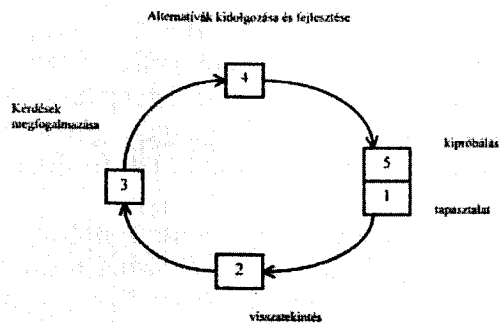 Alternatívák kidolgozása és fejlesztése
4
Kérdések
megfogalmazása
kipróbálás
5
3
1
tapasztalat
2
visszatekintés